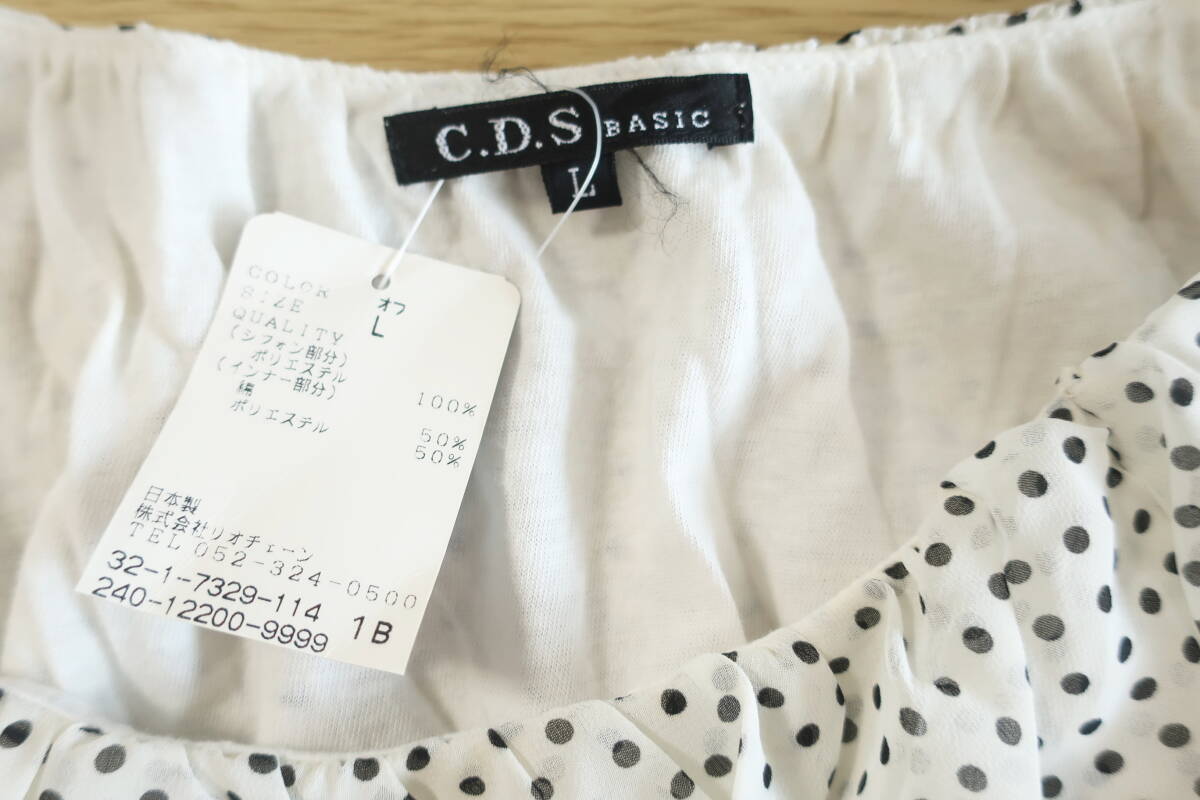 C.D.S BASIC
L
COLOR オフ
SIZE L
QUALITY
(シフォン部分)
ポリエステル 100%
(インナー部分)
綿 50%
ポリエステル 50%
日本製
株式会社リオチェーン
TEL 052-324-0500
32-1-7329-114
240-12200-9999 1B